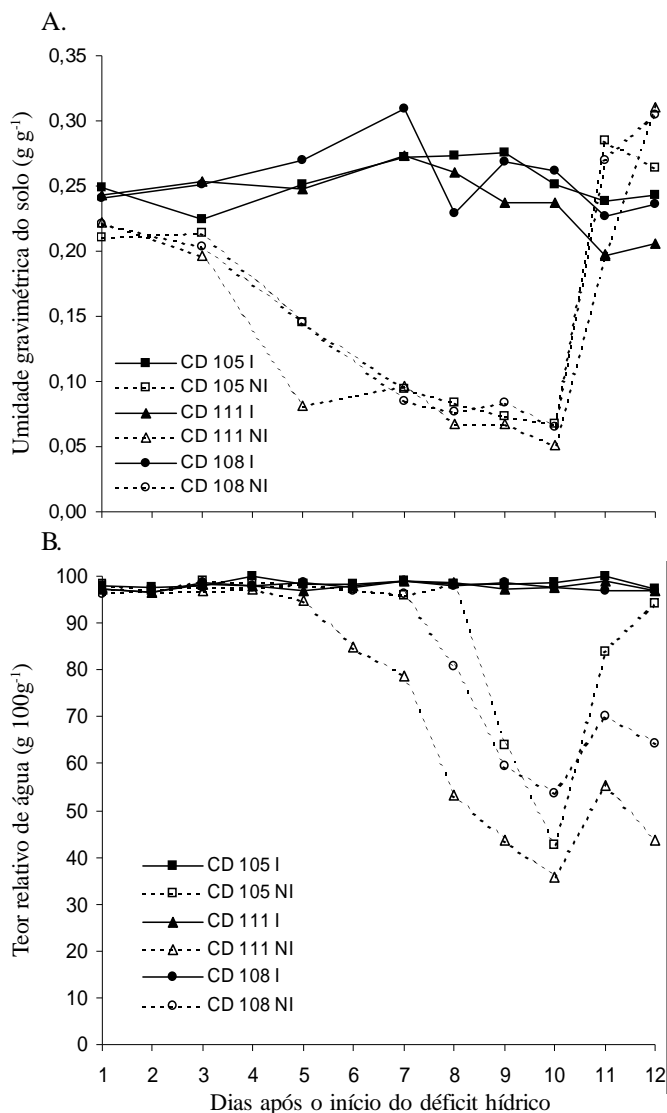 A.
Umidade gravimétrica do solo (g g⁻¹)
0,35
0,30
0,25
0,20
0,15
0,10
0,05
0,00
CD 105 I
CD 105 NI
CD 111 I
CD 111 NI
CD 108 I
CD 108 NI
B.
Teor relativo de água (g 100g⁻¹)
100
90
80
70
60
50
40
30
20
10
0
CD 105 I
CD 105 NI
CD 111 I
CD 111 NI
CD 108 I
CD 108 NI
1 2 3 4 5 6 7 8 9 10 11 12
Dias após o início do déficit hídrico